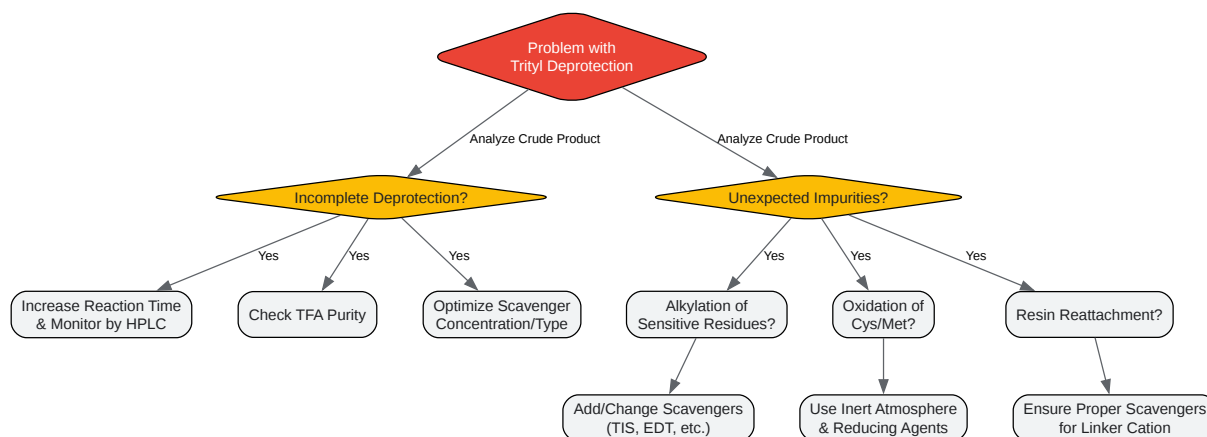 Problem with
Trityl Deprotection
Analyze Crude Product
Analyze Crude Product
Incomplete Deprotection?
Unexpected Impurities?
Yes
Yes
Yes
Yes
Yes
Yes
Increase Reaction Time
& Monitor by HPLC
Check TFA Purity
Optimize Scavenger
Concentration/Type
Alkylation of
Sensitive Residues?
Oxidation of
Cys/Met?
Resin Reattachment?
Add/Change Scavengers
(TIS, EDT, etc.)
Use Inert Atmosphere
& Reducing Agents
Ensure Proper Scavengers
for Linker Cation